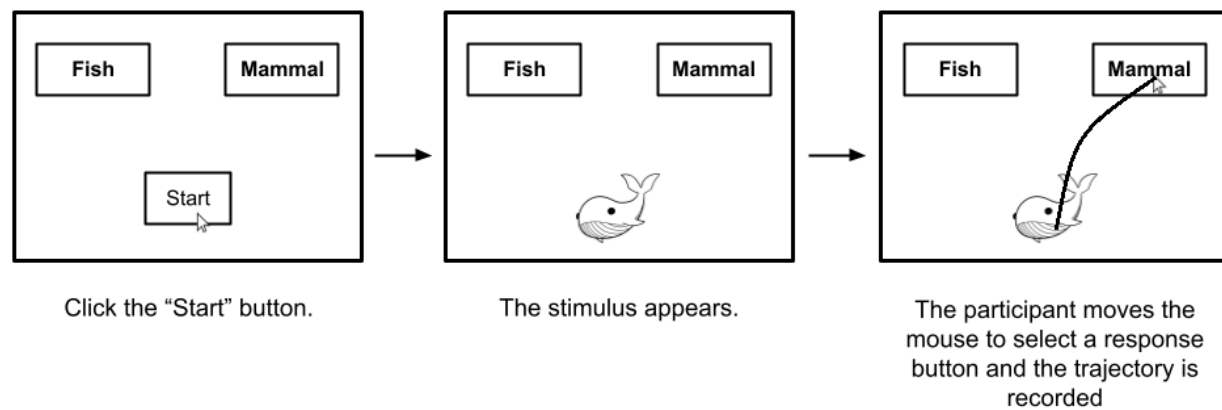 Fish Mammal
Start
Click the “Start” button.
Fish Mammal
The stimulus appears.
Fish Mammal
The participant moves the
mouse to select a response
button and the trajectory is
recorded